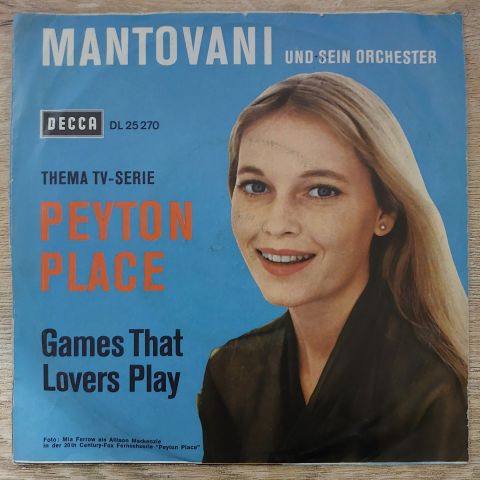 MANTOVANI UND SEIN ORCHESTER
DECCA DL 25 270
THEMA TV-SERIE
PEYTON
PLACE
Games That
Lovers Play
Foto: Mia Farrow als Allison Mackenzie
in der 20th Century-Fox Fernsehserie "Peyton Place"